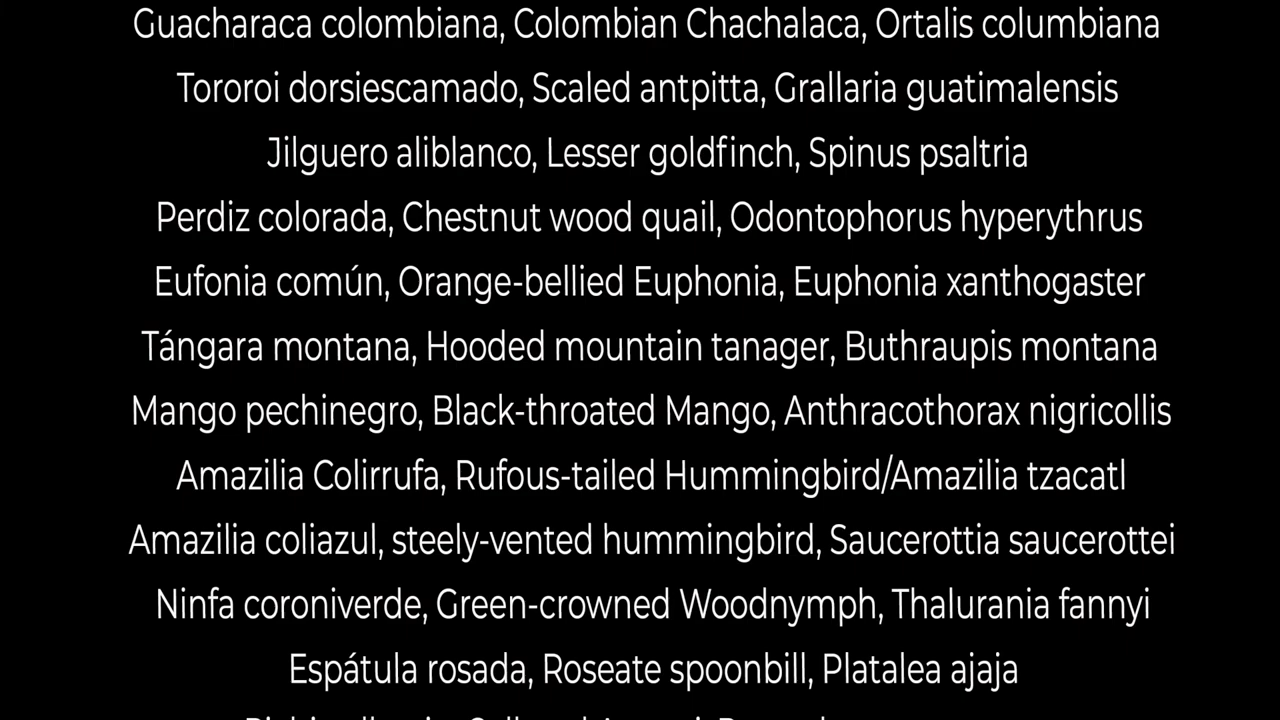 Guacharaca colombiana, Colombian Chachalaca, Ortalis columbiana
Tororoi dorsiescamado, Scaled antpitta, Grallaria guatimalensis
Jilguero aliblanco, Lesser goldfinch, Spinus psaltria
Perdiz colorada, Chestnut wood quail, Odontophorus hyperythrus
Eufonia común, Orange-bellied Euphonia, Euphonia xanthogaster
Tángara montana, Hooded mountain tanager, Buthraupis montana
Mango pechinegro, Black-throated Mango, Anthracothorax nigricollis
Amazilia Colirrufa, Rufous-tailed Hummingbird/Amazilia tzacatl
Amazilia coliazul, steely-vented hummingbird, Saucerottia saucerottei
Ninfa coroniverde, Green-crowned Woodnymph, Thalurania fannyi
Espátula rosada, Roseate spoonbill, Platalea ajaja